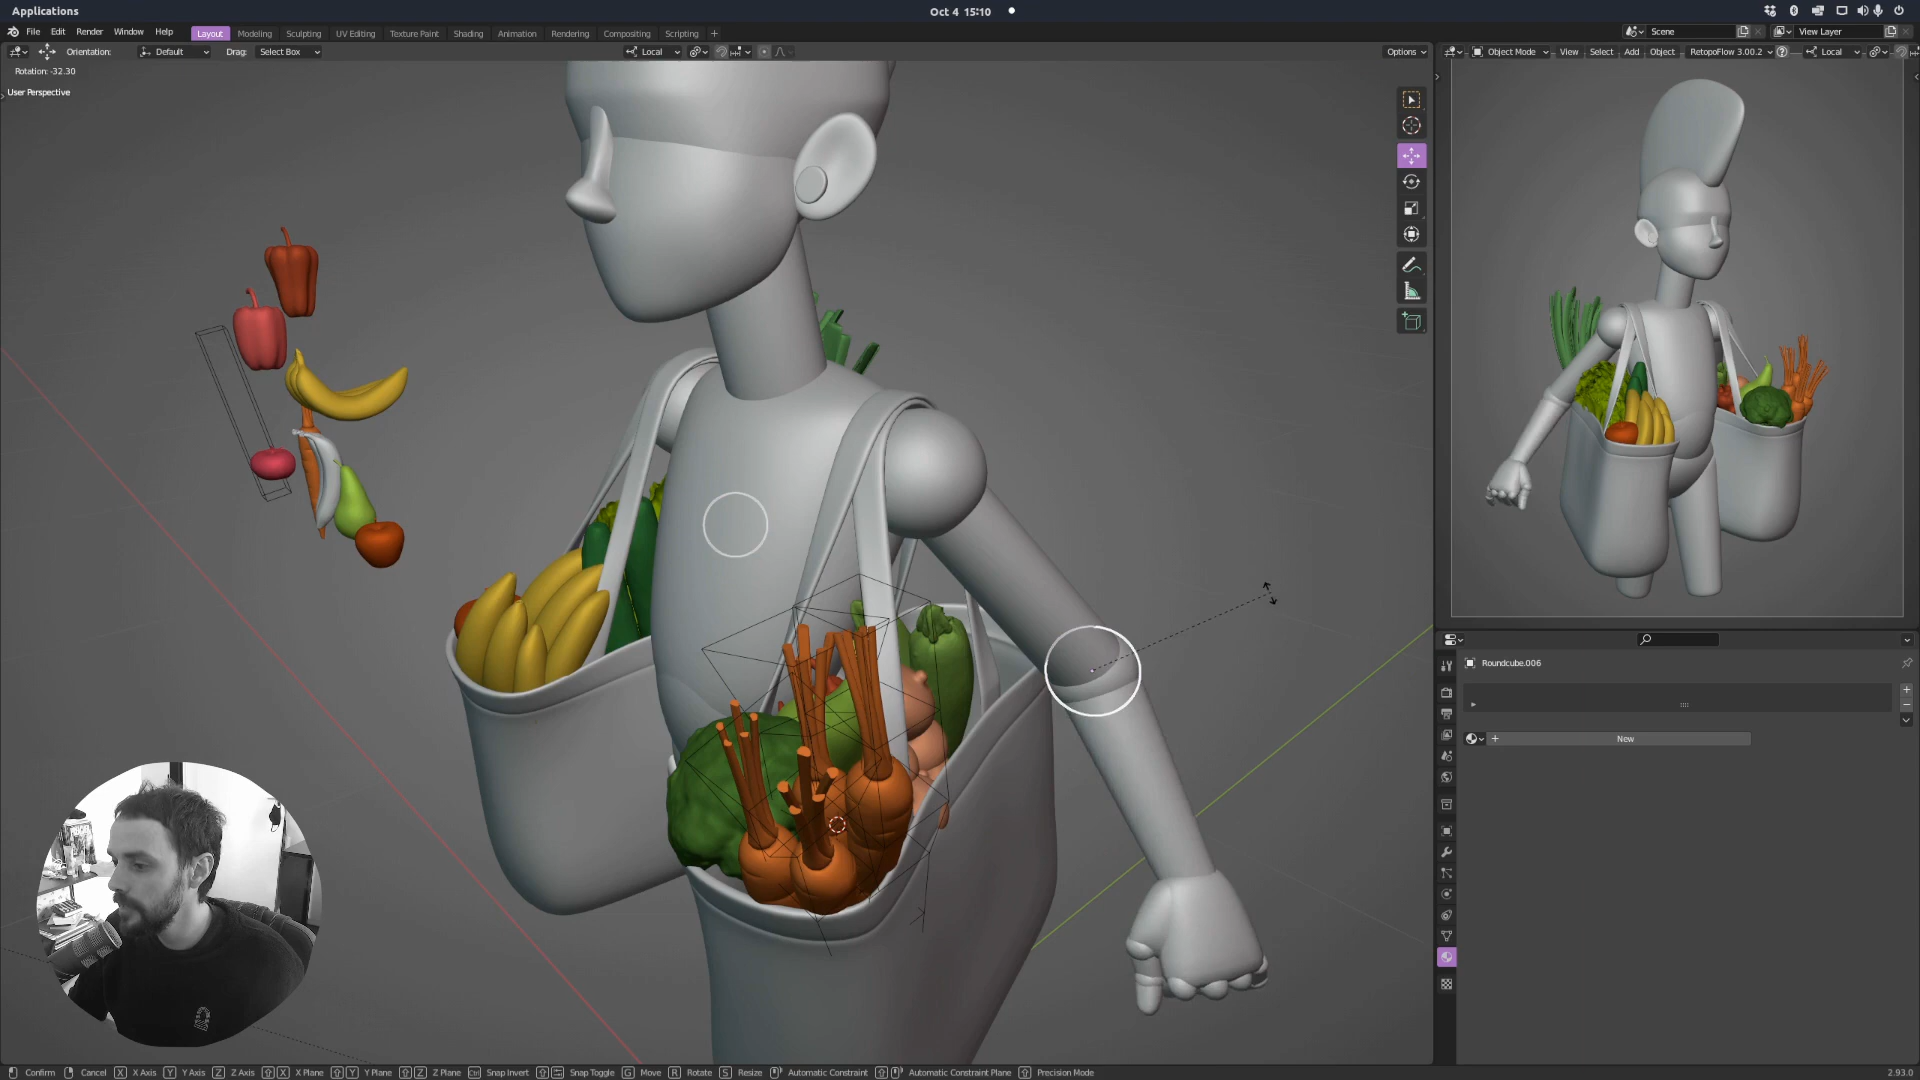 Applications
Oct 4 15:10
File Edit Render Window Help
Layout Modeling Sculpting UV Editing Texture Paint Shading Animation Rendering Compositing Scripting +
Scene
View Layer
Orientation: Default Drag: Select Box
Local
Options
Object Mode View Select Add Object RetopoFlow 3.00.2 Local
Rotation: -32.30
User Perspective
Roundcube.006
New
Confirm Cancel X X Axis Y Y Axis Z Z Axis X X Plane Y Y Plane Z Z Plane Ctrl Snap Invert Snap Toggle G Move R Rotate S Resize Automatic Constraint Automatic Constraint Plane Precision Mode
2.93.0